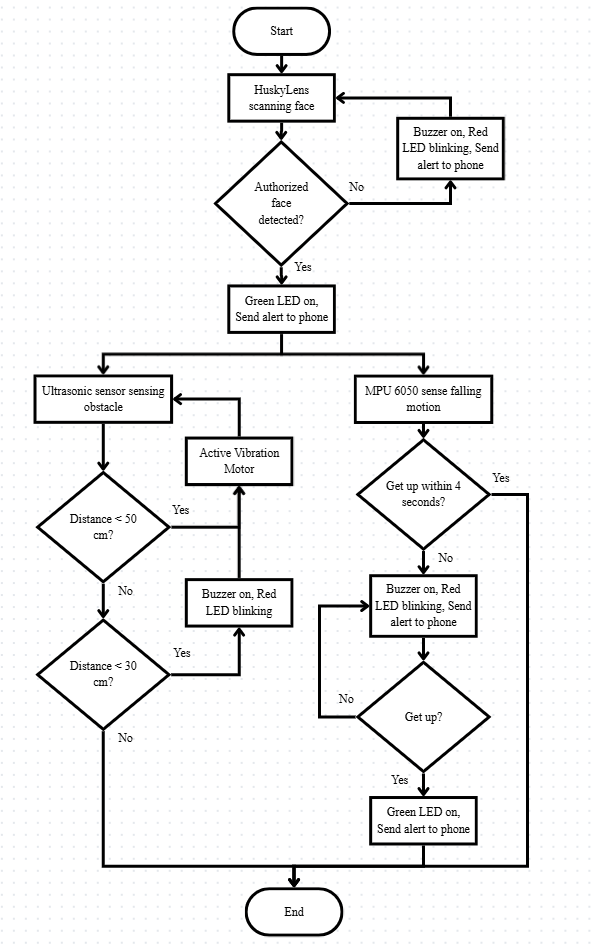 Start
HuskyLens
scanning face
Buzzer on, Red
LED blinking, Send
alert to phone
Authorized
face
detected?
No
Yes
Green LED on,
Send alert to phone
Ultrasonic sensor sensing
obstacle
MPU 6050 sense falling
motion
Active Vibration
Motor
Get up within 4
seconds?
Yes
Distance < 50
cm?
Yes
No
No
Buzzer on, Red
LED blinking
Buzzer on, Red
LED blinking, Send
alert to phone
Distance < 30
cm?
Yes
No
Get up?
No
Yes
Green LED on,
Send alert to phone
End